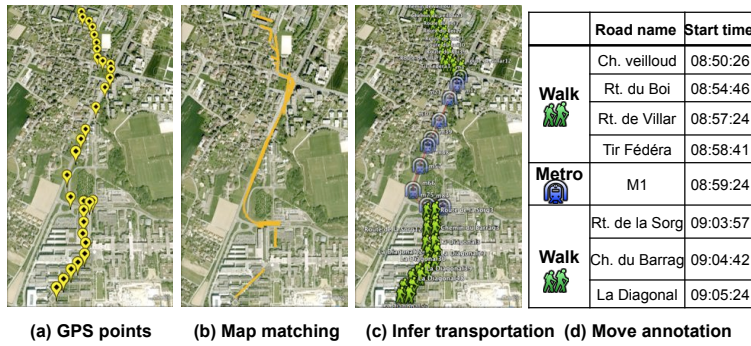 Road name Start time
Walk
Ch. veilloud 08:50:26
Rt. du Boi 08:54:46
Rt. de Villar 08:57:24
Tir Fédéra 08:58:41
Metro M1 08:59:24
Walk
Rt. de la Sorg 09:03:57
Ch. du Barrag 09:04:42
La Diagonal 09:05:24
(a) GPS points (b) Map matching (c) Infer transportation (d) Move annotation